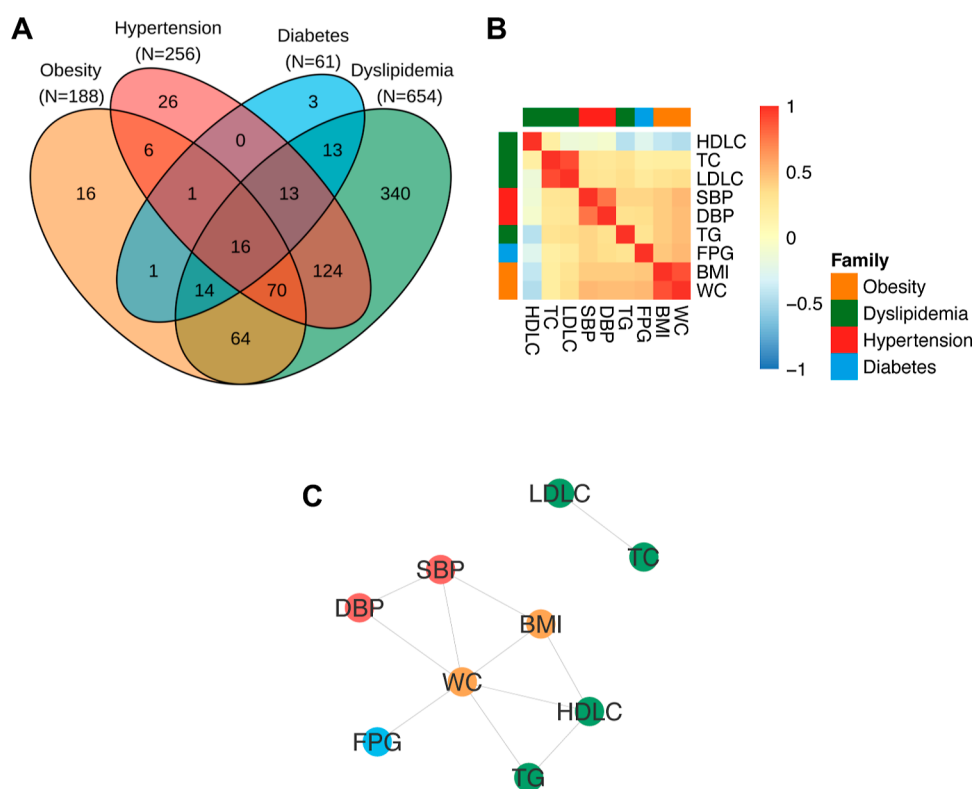 A
Hypertension
(N=256)
Diabetes
(N=61)
Obesity
(N=188)
Dyslipidemia
(N=654)
26
3
0
6
13
16
1
13
340
16
1
14
70
124
64
B
HDLC
TC
LDLC
SBP
DBP
TG
FPG
BMI
WC
HDLC
TC
LDLC
SBP
DBP
TG
FPG
BMI
WC
1
0.5
0
−0.5
−1
Family
Obesity
Dyslipidemia
Hypertension
Diabetes
C
LDLC
TC
SBP
DBP
BMI
WC
HDLC
FPG
TG